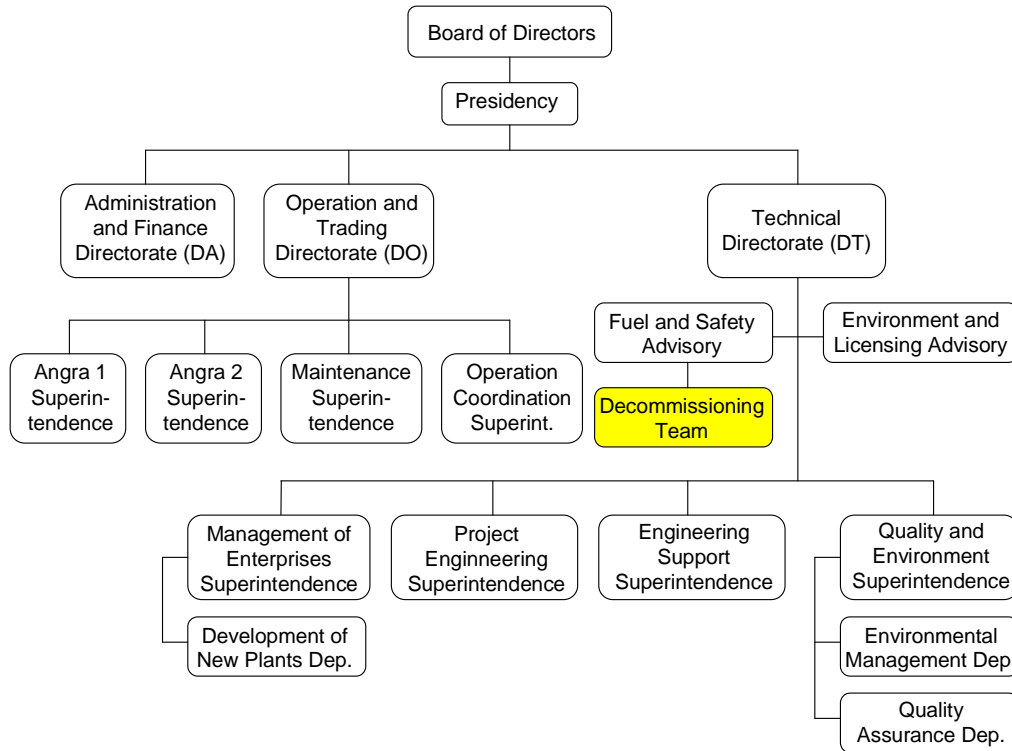 Board of Directors
Presidency
Administration
and Finance
Directorate (DA)
Operation and
Trading
Directorate (DO)
Technical
Directorate (DT)
Fuel and Safety
Advisory
Environment and
Licensing Advisory
Angra 1
Superin-
tendence
Angra 2
Superin-
tendence
Maintenance
Superin-
tendence
Operation
Coordination
Superint.
Decommissioning
Team
Management of
Enterprises
Superintendence
Project
Enginneering
Superintendence
Engineering
Support
Superintendence
Quality and
Environment
Superintendence
Development of
New Plants Dep.
Environmental
Management Dep
Quality
Assurance Dep.